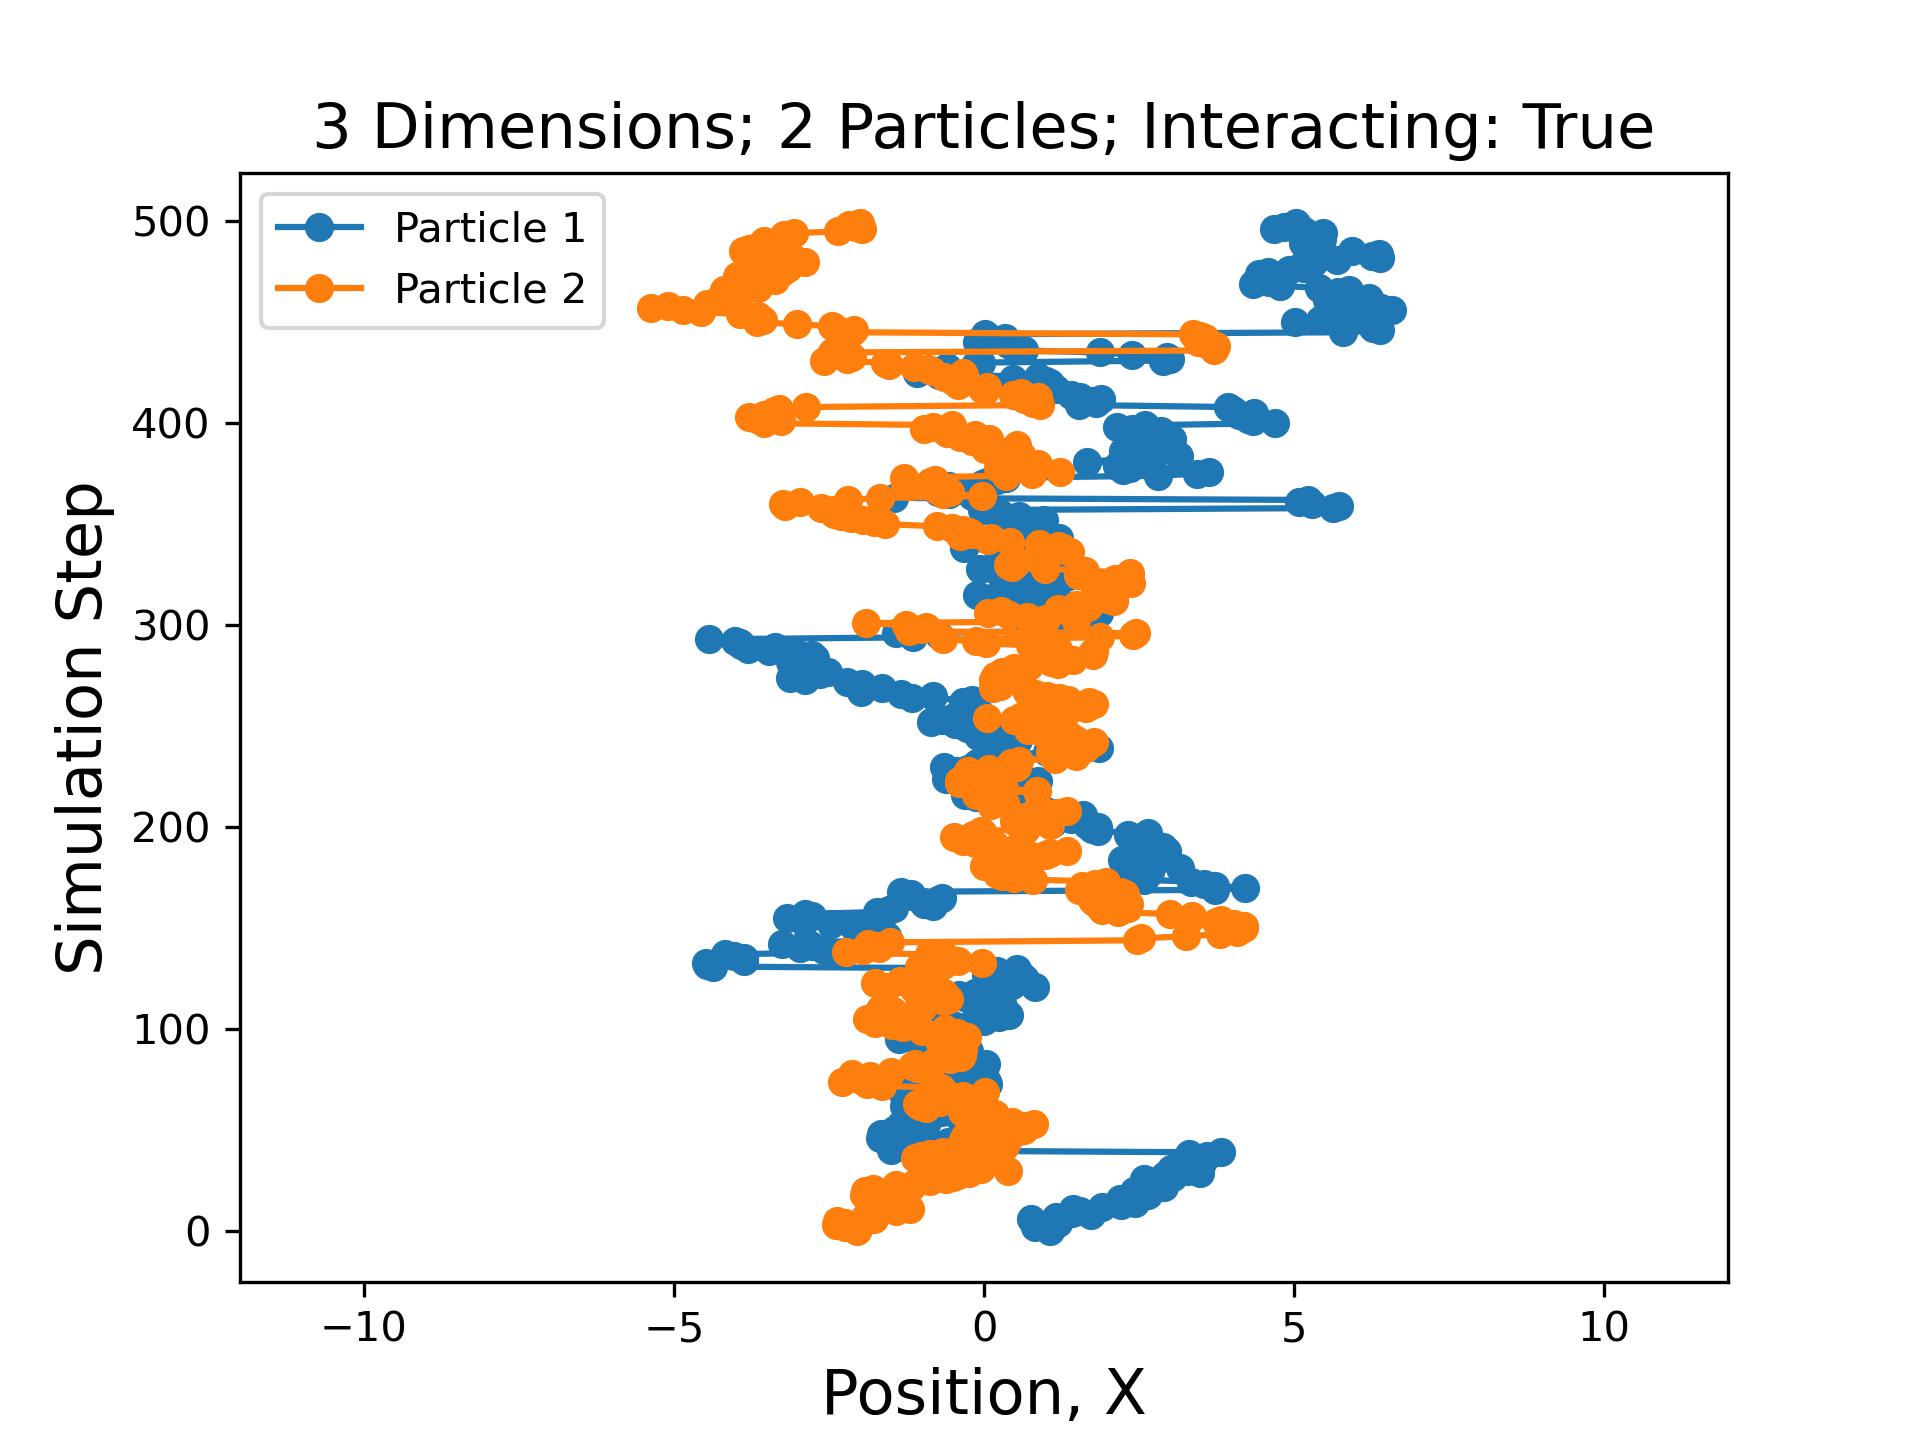 3 Dimensions; 2 Particles; Interacting: True
Particle 1
Particle 2
500
400
300
200
100
0
Simulation Step
−10
−5
0
5
10
Position, X